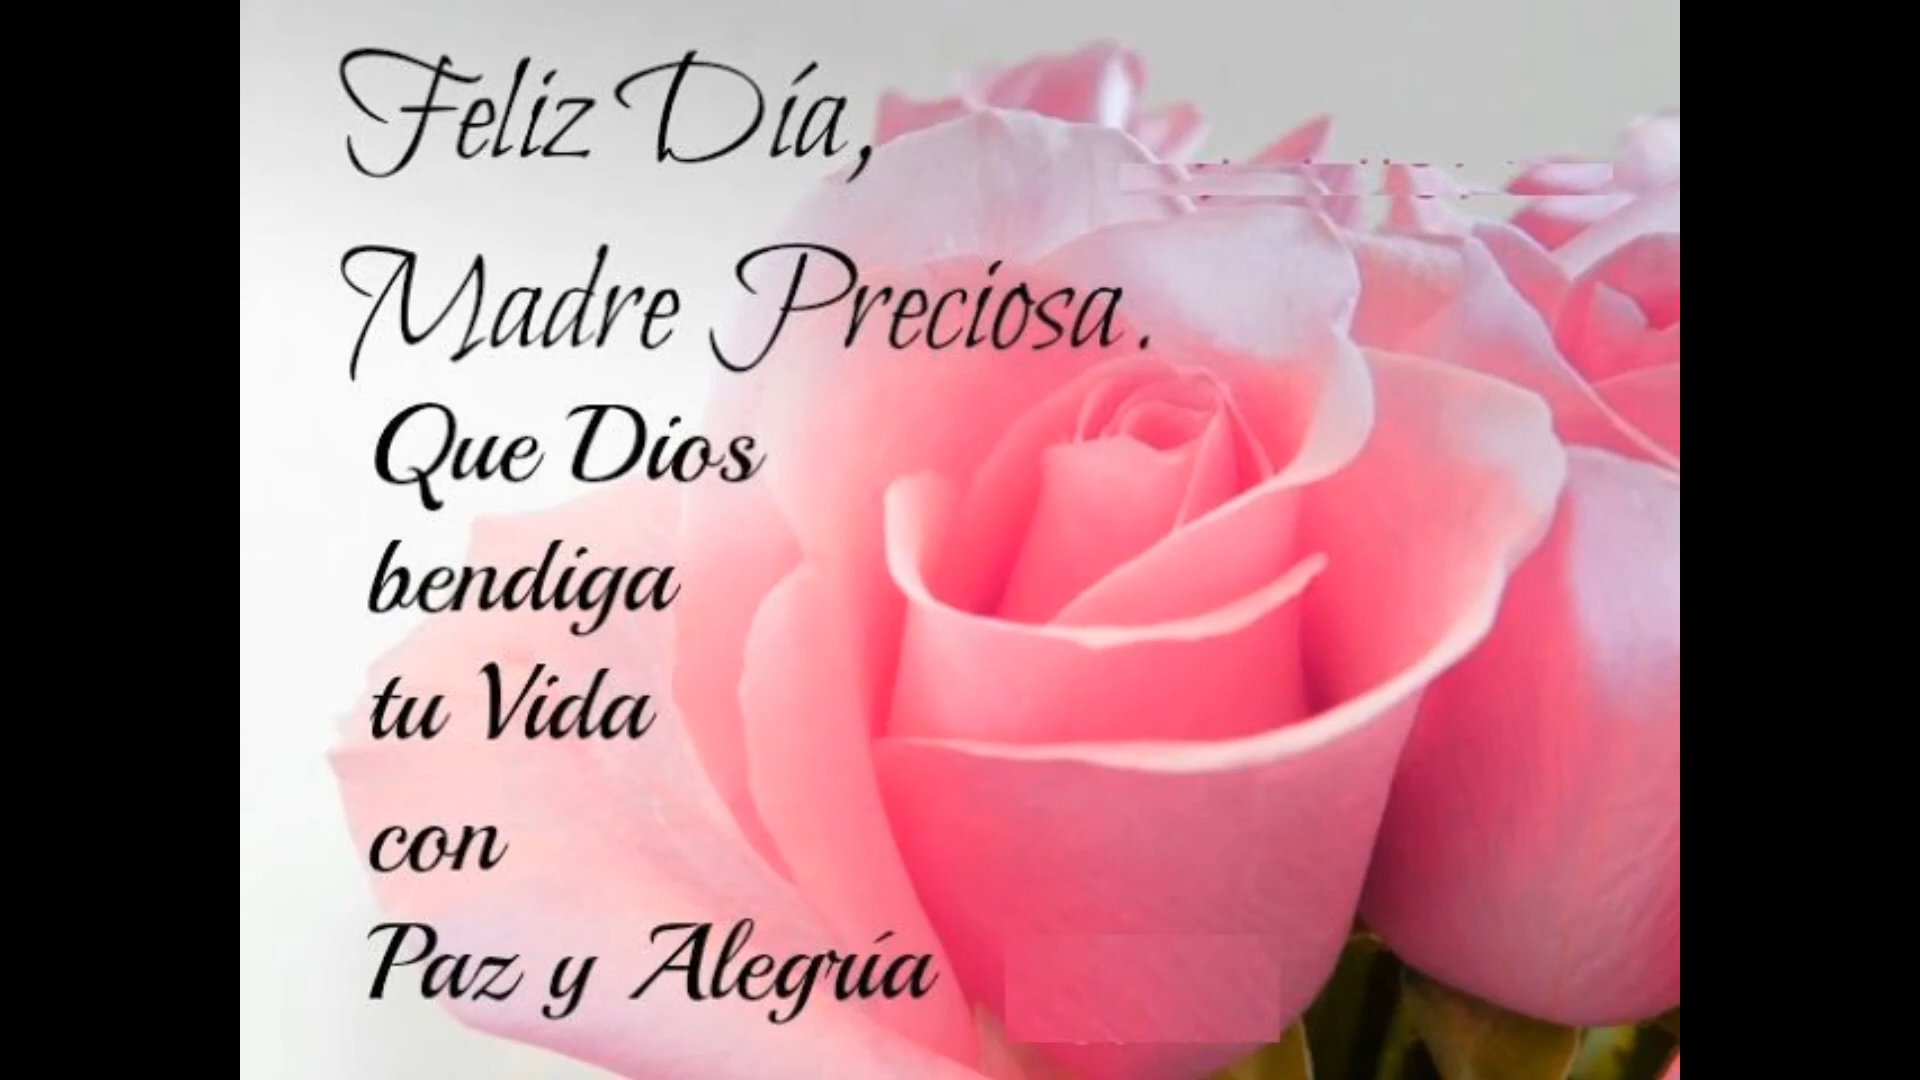 Feliz Día,
Madre Preciosa.
Que Dios
bendiga
tu Vida
con
Paz y Alegría